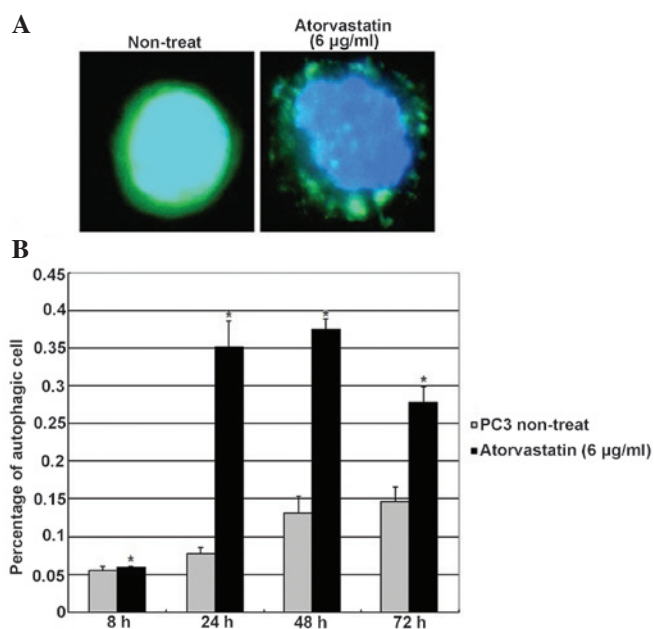 A
Non-treat
Atorvastatin
(6 µg/ml)
B
Percentage of autophagic cell
0.45
0.4
0.35
0.3
0.25
0.2
0.15
0.1
0.05
0
*
*
*
*
8 h
24 h
48 h
72 h
PC3 non-treat
Atorvastatin (6 µg/ml)